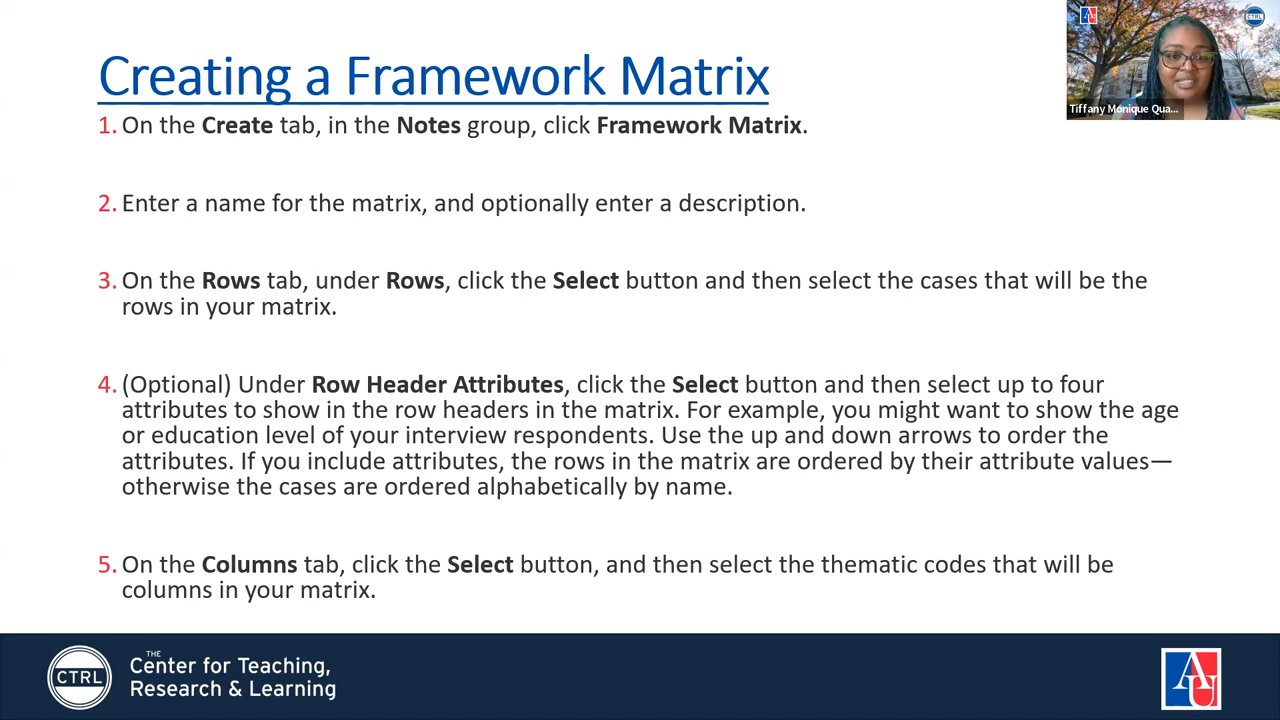 Creating a Framework Matrix
1. On the Create tab, in the Notes group, click Framework Matrix.
2. Enter a name for the matrix, and optionally enter a description.
3. On the Rows tab, under Rows, click the Select button and then select the cases that will be the
rows in your matrix.
4. (Optional) Under Row Header Attributes, click the Select button and then select up to four
attributes to show in the row headers in the matrix. For example, you might want to show the age
or education level of your interview respondents. Use the up and down arrows to order the
attributes. If you include attributes, the rows in the matrix are ordered by their attribute values—
otherwise the cases are ordered alphabetically by name.
5. On the Columns tab, click the Select button, and then select the thematic codes that will be
columns in your matrix.
CTRL
Tiffany Monique Qua...
CTRL
THE
Center for Teaching,
Research & Learning
AU